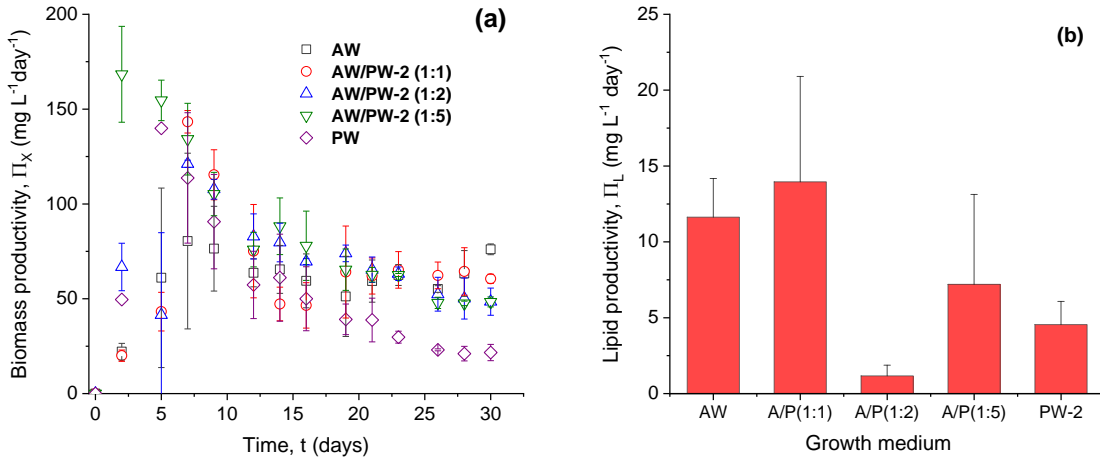 (a)
200
150
100
50
0
Biomass productivity, Π_X (mg L⁻¹day⁻¹)
AW
AW/PW-2 (1:1)
AW/PW-2 (1:2)
AW/PW-2 (1:5)
PW
0 5 10 15 20 25 30
Time, t (days)
(b)
25
20
15
10
5
0
Lipid productivity, Π_L (mg L⁻¹ day⁻¹)
AW A/P(1:1) A/P(1:2) A/P(1:5) PW-2
Growth medium